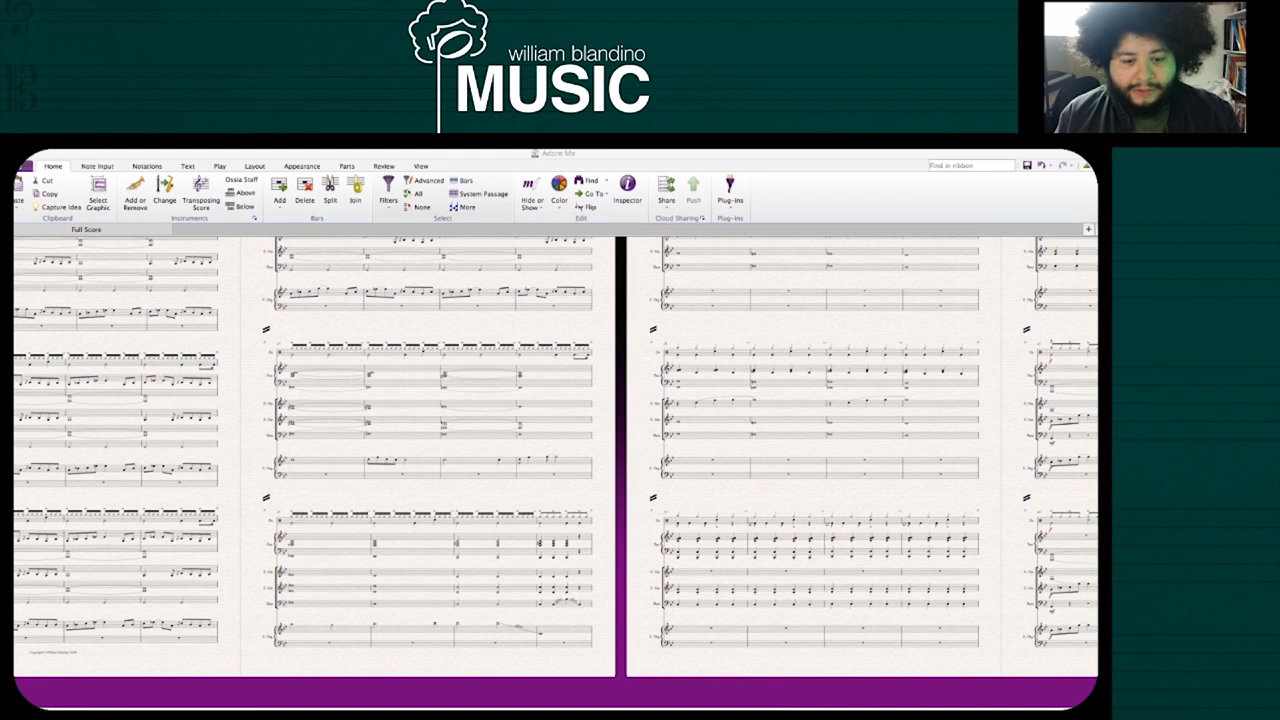 william blandino
MUSIC
Adore Me
Home Note Input Notations Text Play Layout Appearance Parts Review View
Find in ribbon
Cut
Copy
Capture Idea
Clipboard
Select Graphic
Add or Remove
Change
Transposing Score
Instruments
Ossia Staff
Above
Below
Add Delete Split Join
Bars
Filters
Advanced
All
None
Bars
System Passage
More
Select
Hide or Show
Color
Find
Go To
Flip
Inspector
Edit
Share Push
Cloud Sharing
Plug-ins
Plug-ins
Full Score
+